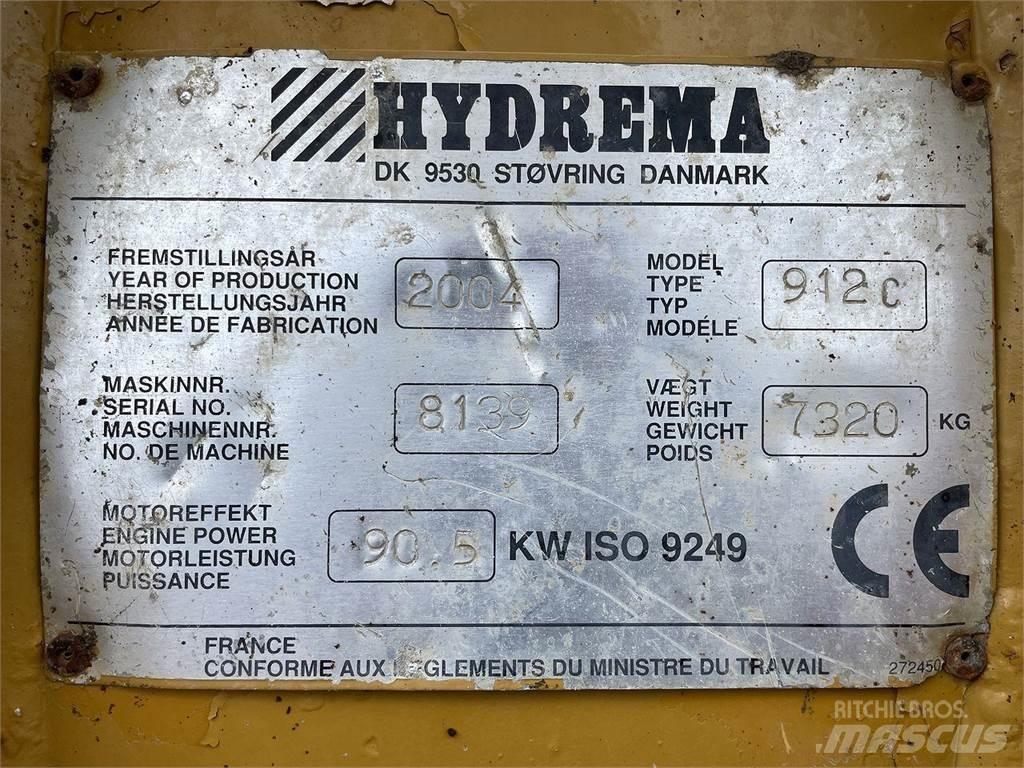 HYDREMA
DK 9530 STØVRING DANMARK
FREMSTILLINGSÅR
YEAR OF PRODUCTION
HERSTELLUNGSJAHR
ANNÉE DE FABRICATION
2004
MODEL
TYPE
TYP
MODÉLE
912C
MASKINNR.
SERIAL NO.
MASCHINENNR.
NO. DE MACHINE
8139
VÆGT
WEIGHT
GEWICHT
POIDS
7320 KG
MOTOREFFEKT
ENGINE POWER
MOTORLEISTUNG
PUISSANCE
90.5 KW ISO 9249
CE
FRANCE
CONFORME AUX REGLEMENTS DU MINISTRE DU TRAVAIL
272450
RITCHIE BROS.
mascus